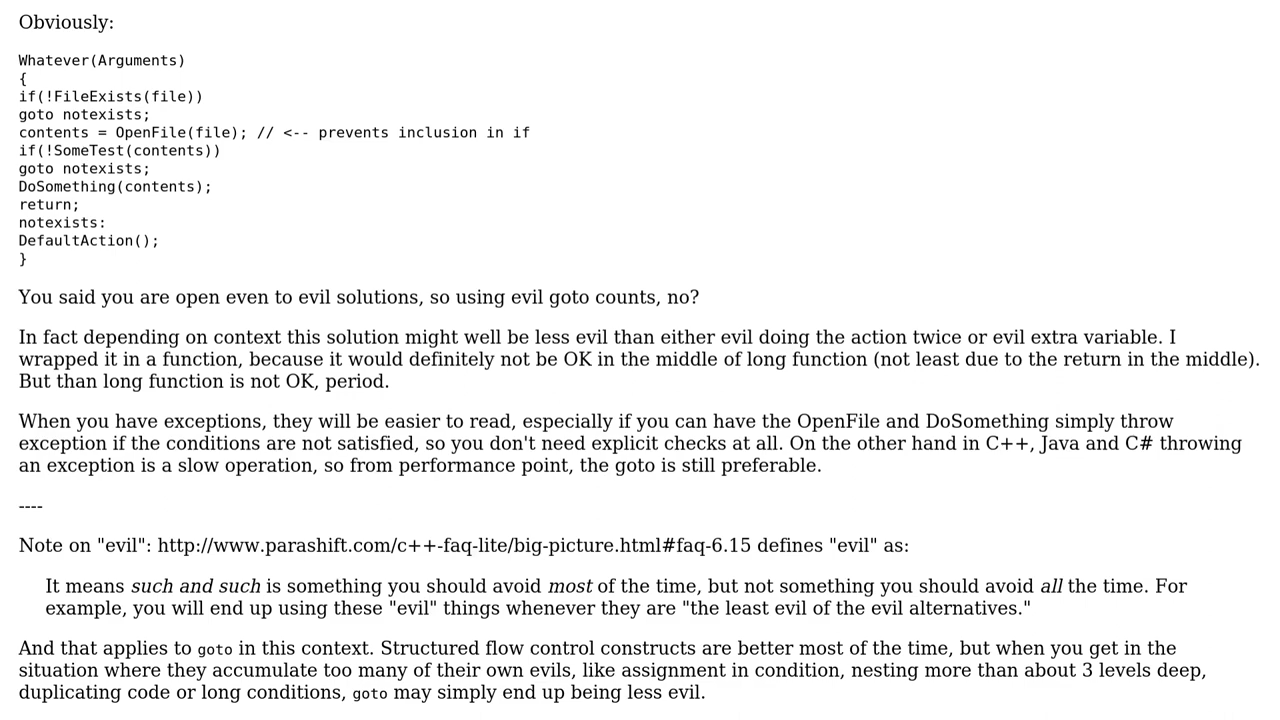 Obviously:
Whatever(Arguments)
{
if(!FileExists(file))
goto notexists;
contents = OpenFile(file); // <-- prevents inclusion in if
if(!SomeTest(contents))
goto notexists;
DoSomething(contents);
return;
notexists:
DefaultAction();
}
You said you are open even to evil solutions, so using evil goto counts, no?
In fact depending on context this solution might well be less evil than either evil doing the action twice or evil extra variable. I
wrapped it in a function, because it would definitely not be OK in the middle of long function (not least due to the return in the middle).
But than long function is not OK, period.
When you have exceptions, they will be easier to read, especially if you can have the OpenFile and DoSomething simply throw
exception if the conditions are not satisfied, so you don't need explicit checks at all. On the other hand in C++, Java and C# throwing
an exception is a slow operation, so from performance point, the goto is still preferable.
----
Note on "evil": http://www.parashift.com/c++-faq-lite/big-picture.html#faq-6.15 defines "evil" as:
It means such and such is something you should avoid most of the time, but not something you should avoid all the time. For
example, you will end up using these "evil" things whenever they are "the least evil of the evil alternatives."
And that applies to goto in this context. Structured flow control constructs are better most of the time, but when you get in the
situation where they accumulate too many of their own evils, like assignment in condition, nesting more than about 3 levels deep,
duplicating code or long conditions, goto may simply end up being less evil.